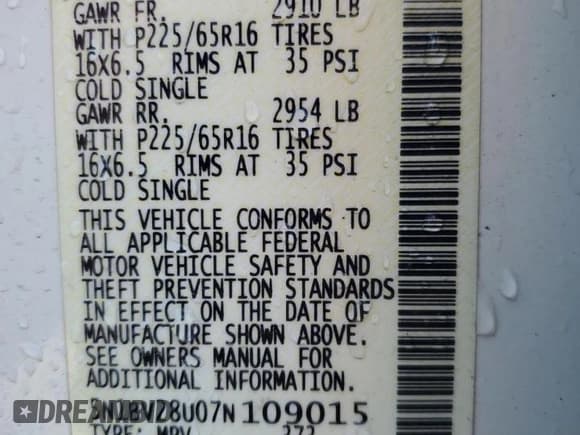 GAWR FR. 2910 LB
WITH P225/65R16 TIRES
16X6.5 RIMS AT 35 PSI
COLD SINGLE
GAWR RR. 2954 LB
WITH P225/65R16 TIRES
16X6.5 RIMS AT 35 PSI
COLD SINGLE
THIS VEHICLE CONFORMS TO
ALL APPLICABLE FEDERAL
MOTOR VEHICLE SAFETY AND
THEFT PREVENTION STANDARDS
IN EFFECT ON THE DATE OF
MANUFACTURE SHOWN ABOVE.
SEE OWNERS MANUAL FOR
ADDITIONAL INFORMATION.
5N1BV28U07N109015
TYPE: MPV 372